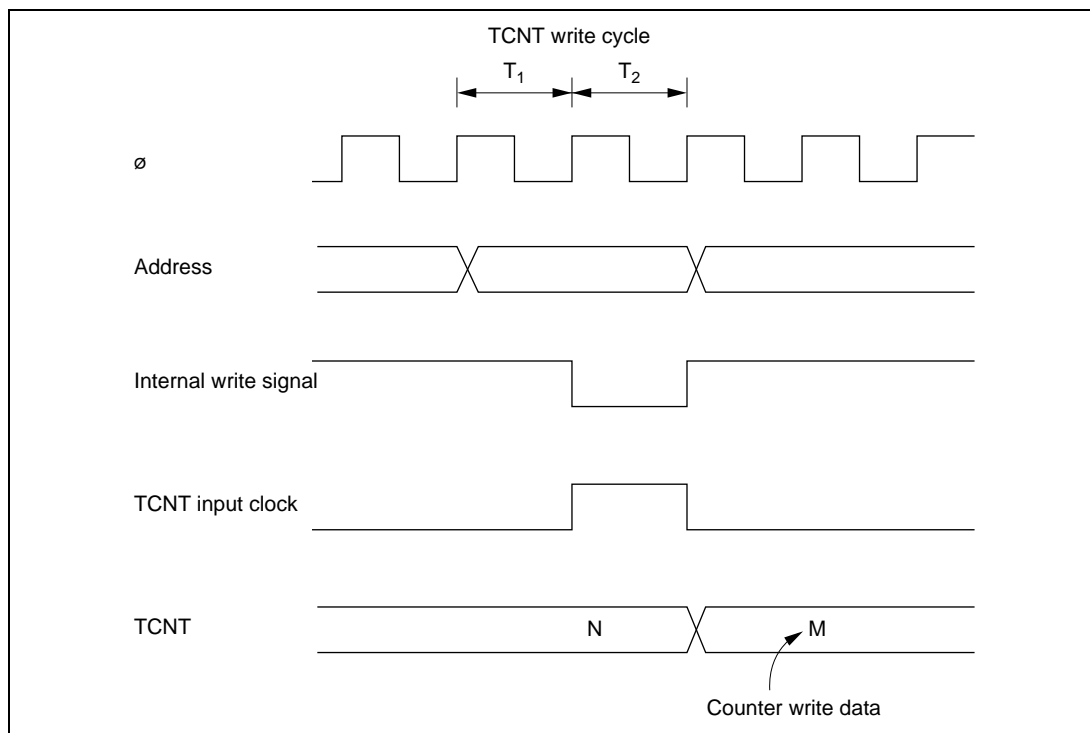 TCNT write cycle
T1 T2
ø
Address
Internal write signal
TCNT input clock
TCNT N M
Counter write data